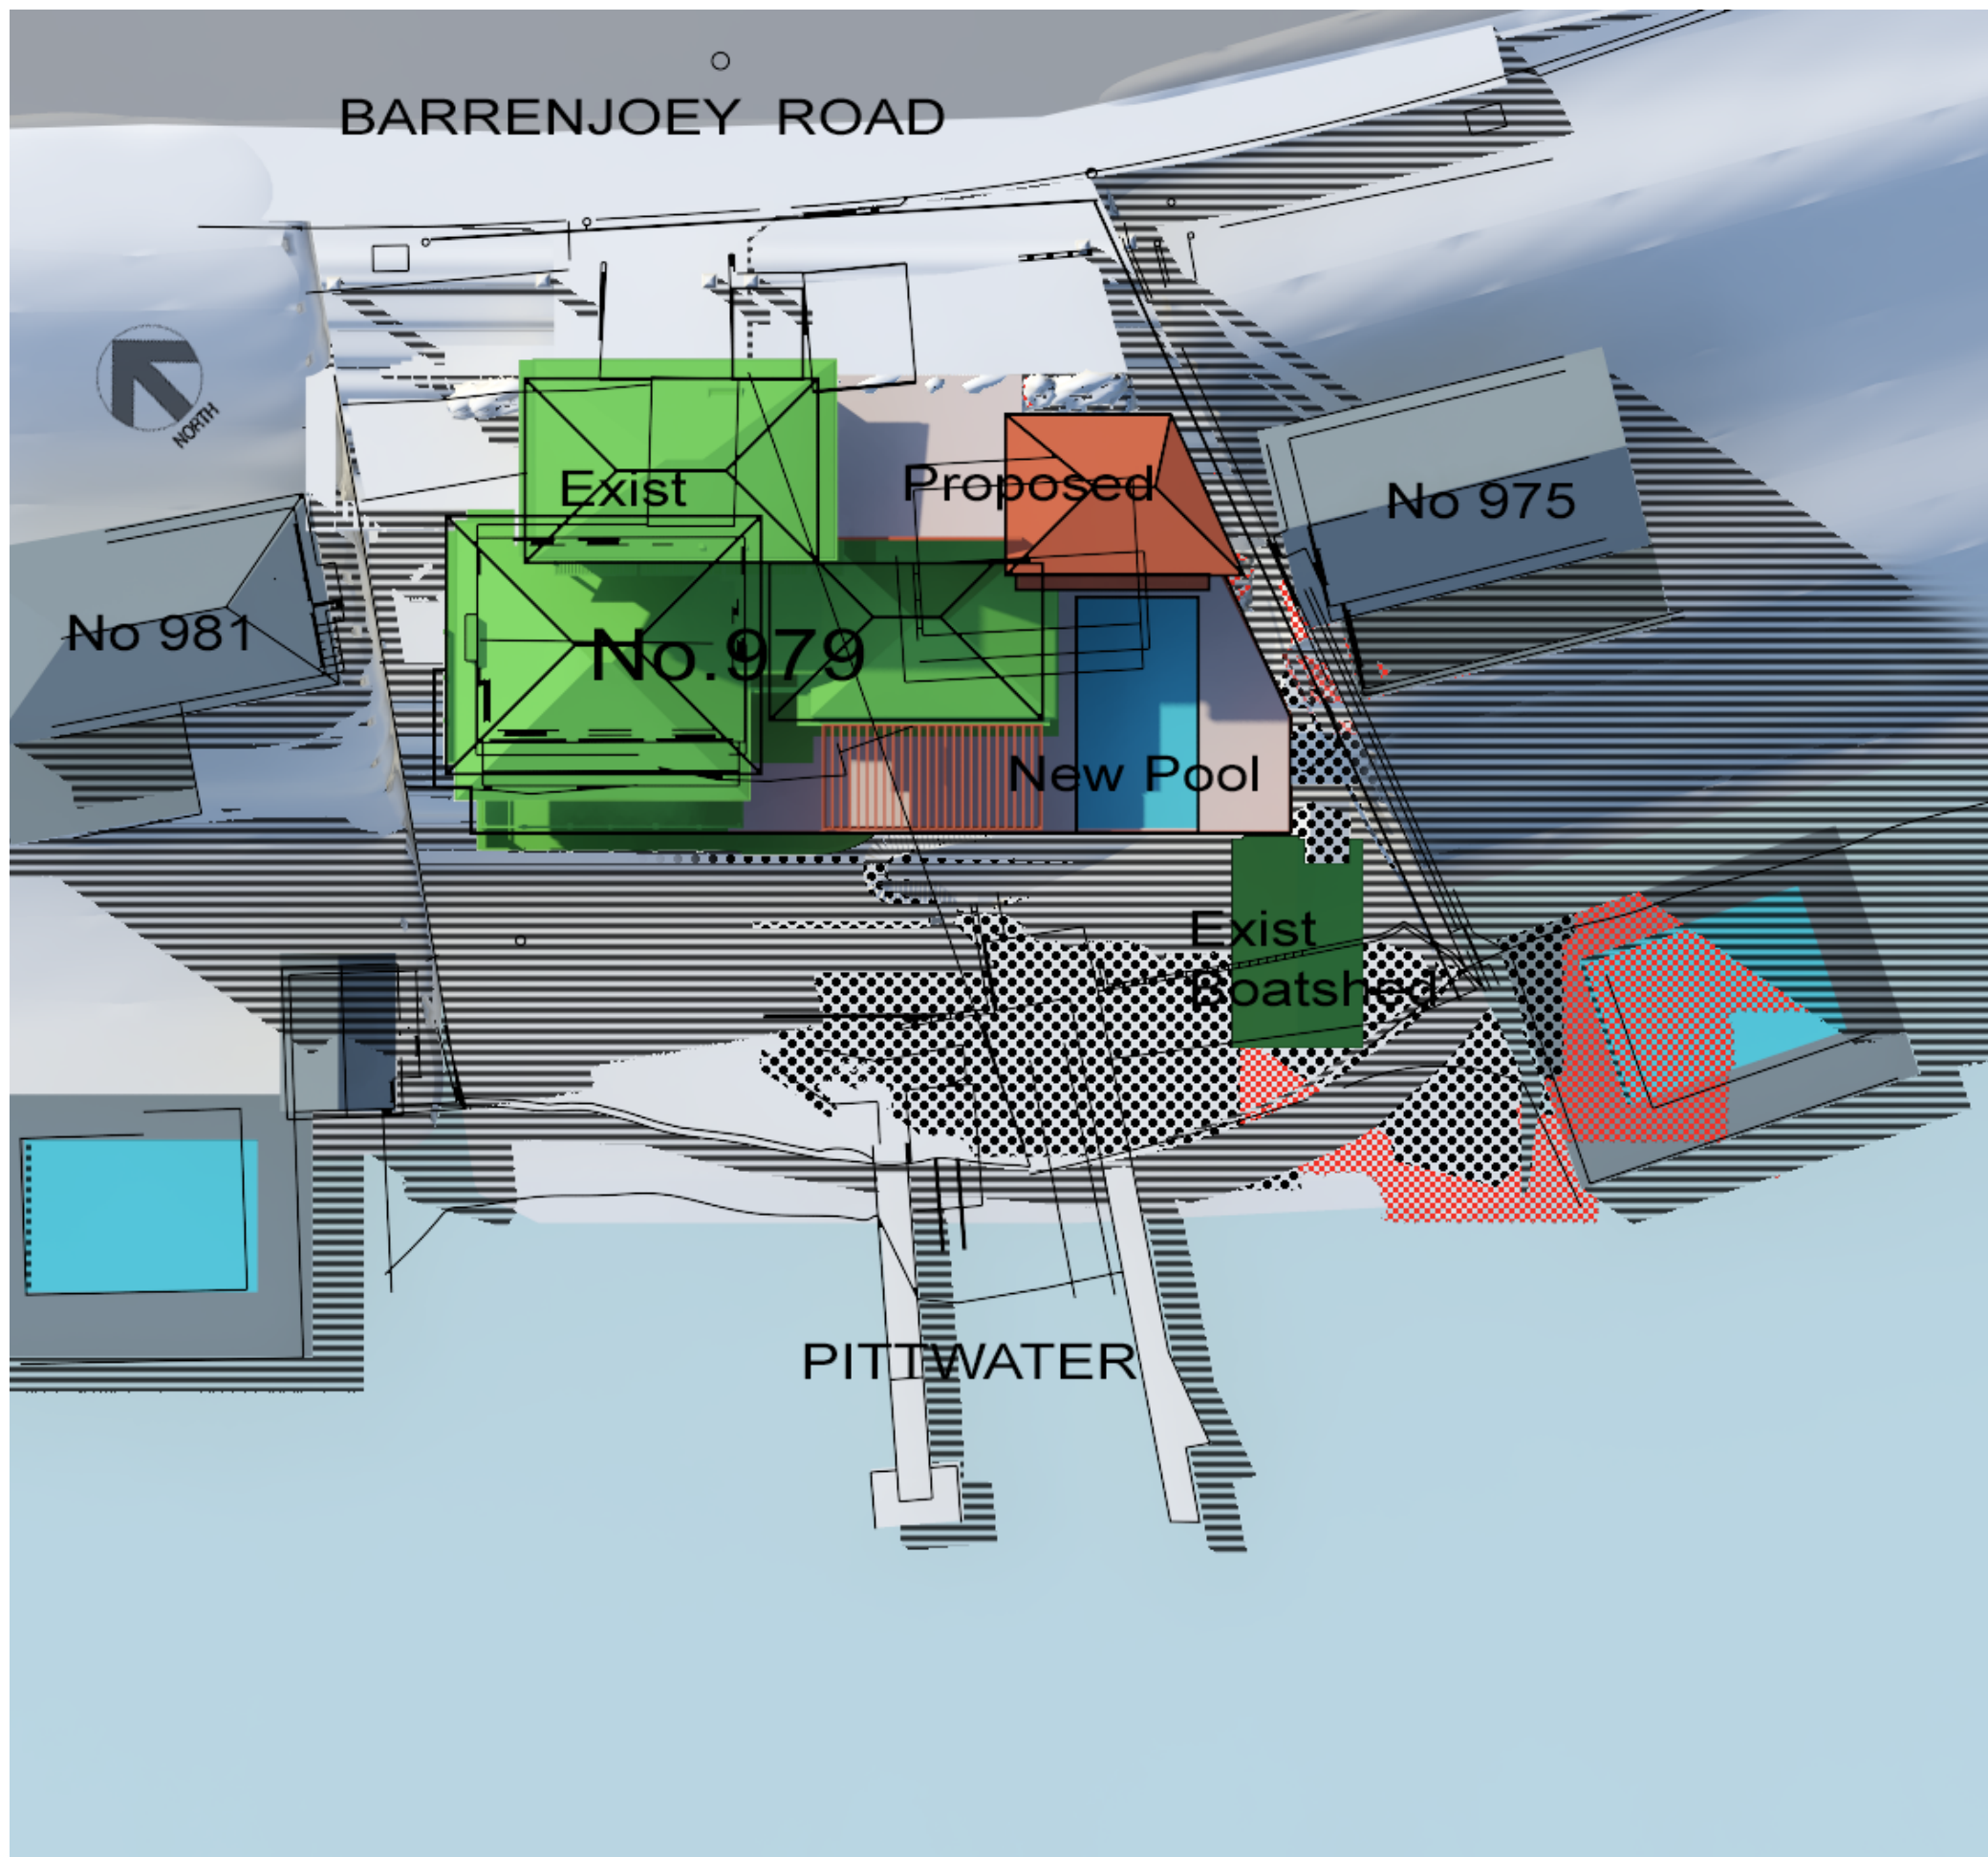 BARRENJOEY ROAD
NORTH
Exist
Proposed
No 975
No 981
No.979
New Pool
Exist
Boatshed
PITTWATER